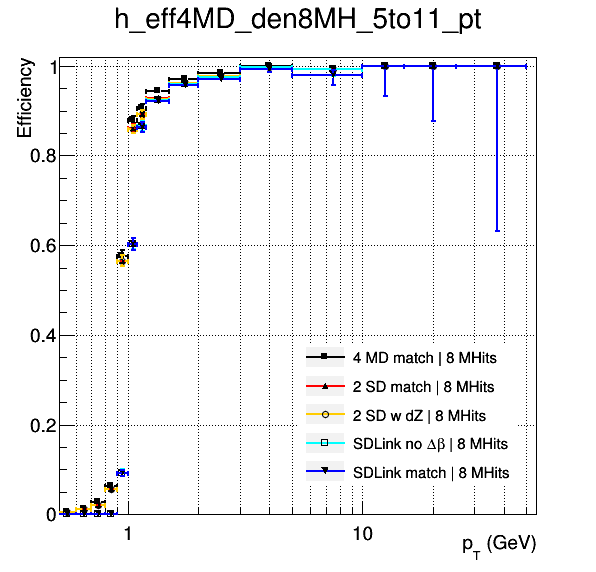 h_eff4MD_den8MH_5to11_pt
Efficiency
1
0.8
0.6
0.4
0.2
0
4 MD match | 8 MHits
2 SD match | 8 MHits
2 SD w dZ | 8 MHits
SDLink no Δβ | 8 MHits
SDLink match | 8 MHits
1 10
p_T (GeV)